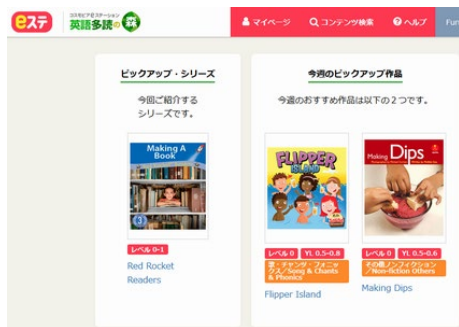 eステ
コスモピアeステーション
英語多読の森
マイページ
コンテンツ検索
ヘルプ
Fun
ピックアップ・シリーズ
今回ご紹介する
シリーズです。
Making A
Book
3
レベル 0-1
Red Rocket
Readers
今週のピックアップ作品
今週のおすすめ作品は以下の２つです。
FLIPPER
ISLAND
レベル 0
YL 0.5-0.8
歌・チャンツ・フォニッ
クス/Song & Chants
& Phonics
Flipper Island
Making Dips
レベル 0
YL 0.5-0.6
その他ノンフィクション
/Non-fiction Others
Making Dips